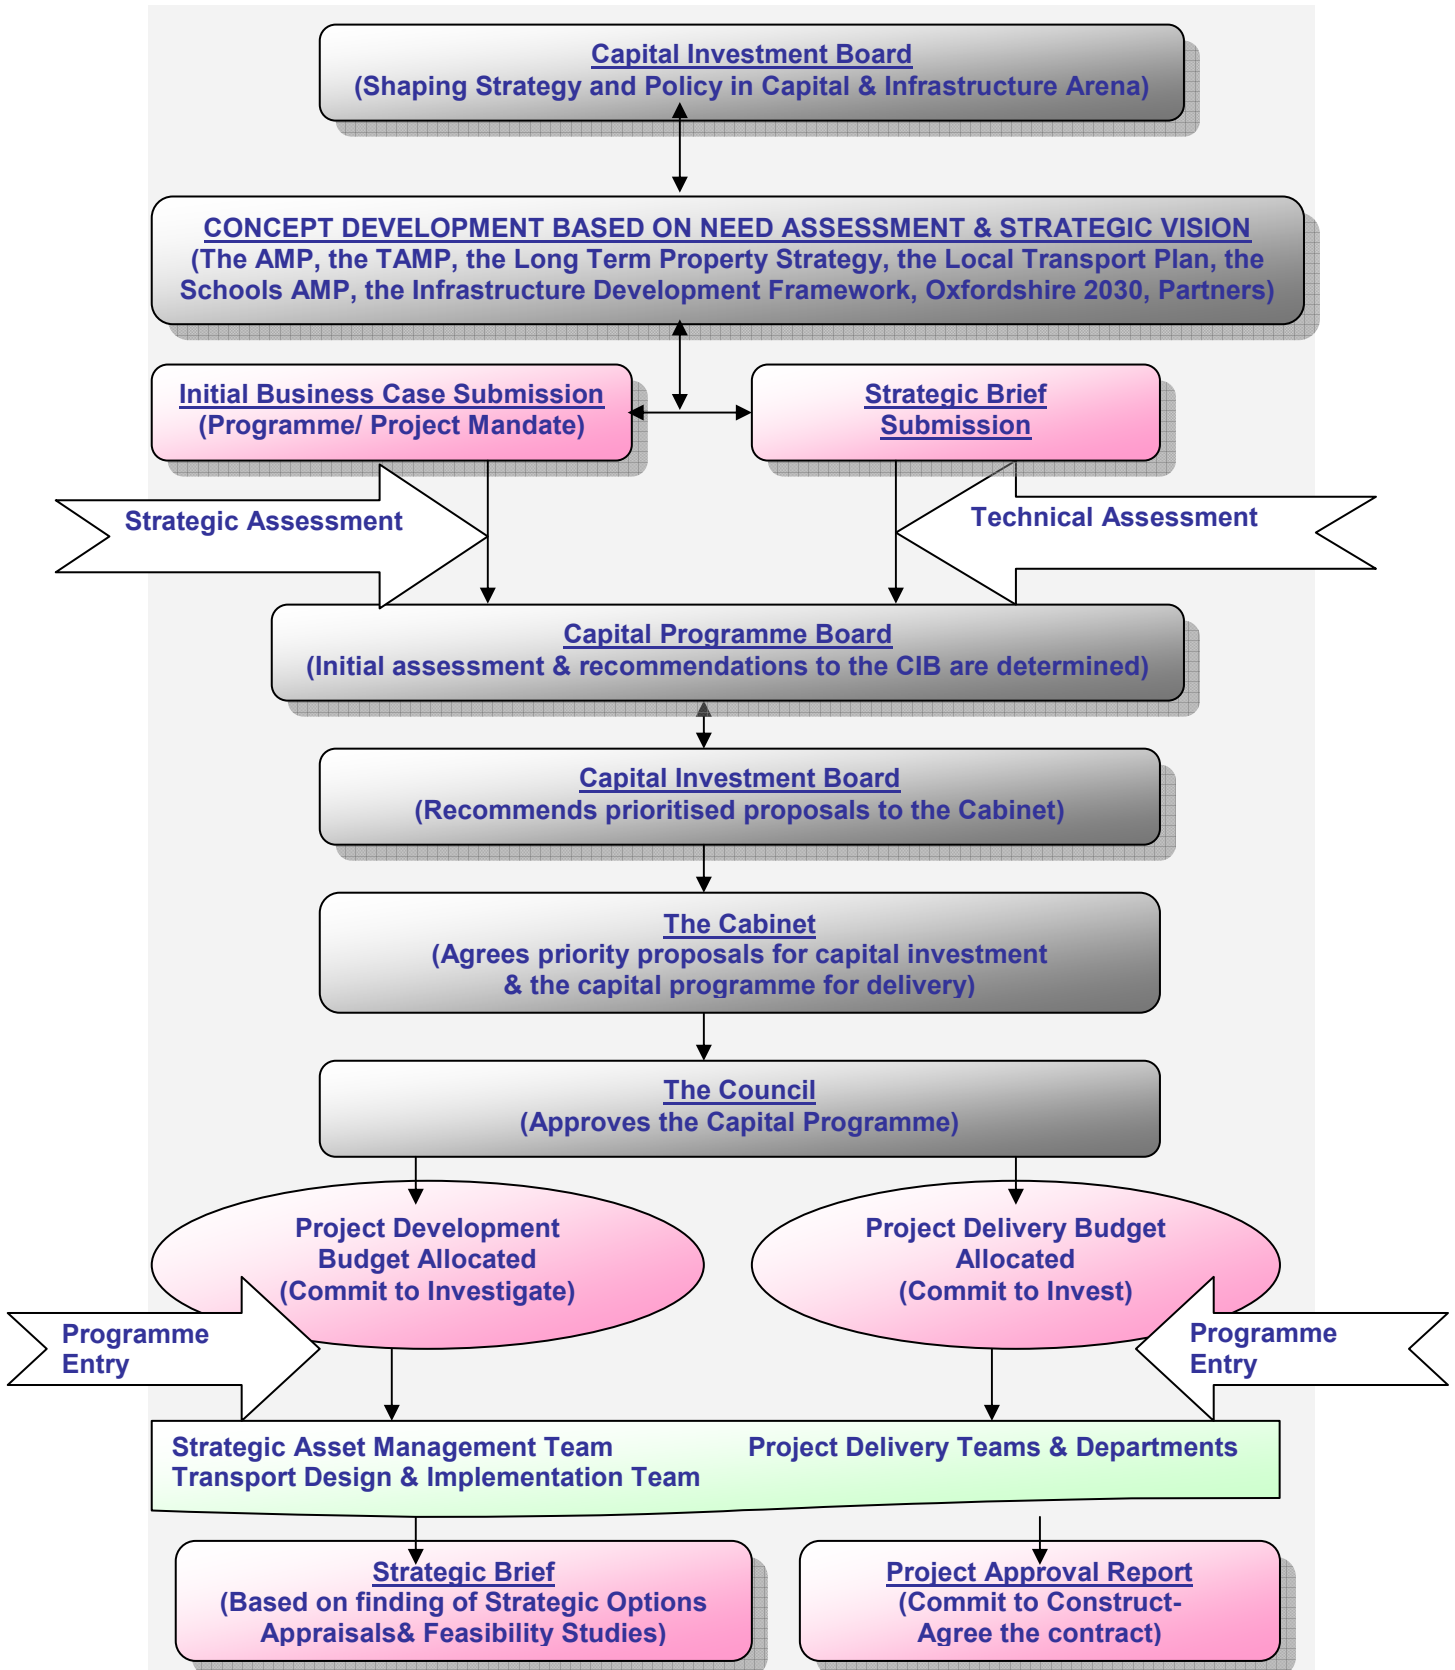 Capital Investment Board
(Shaping Strategy and Policy in Capital & Infrastructure Arena)
CONCEPT DEVELOPMENT BASED ON NEED ASSESSMENT & STRATEGIC VISION
(The AMP, the TAMP, the Long Term Property Strategy, the Local Transport Plan, the
Schools AMP, the Infrastructure Development Framework, Oxfordshire 2030, Partners)
Initial Business Case Submission
(Programme/ Project Mandate)
Strategic Brief
Submission
Strategic Assessment
Technical Assessment
Capital Programme Board
(Initial assessment & recommendations to the CIB are determined)
Capital Investment Board
(Recommends prioritised proposals to the Cabinet)
The Cabinet
(Agrees priority proposals for capital investment
& the capital programme for delivery)
The Council
(Approves the Capital Programme)
Project Development
Budget Allocated
(Commit to Investigate)
Project Delivery Budget
Allocated
(Commit to Invest)
Programme
Entry
Programme
Entry
Strategic Asset Management Team
Transport Design & Implementation Team
Project Delivery Teams & Departments
Strategic Brief
(Based on finding of Strategic Options
Appraisals& Feasibility Studies)
Project Approval Report
(Commit to Construct-
Agree the contract)